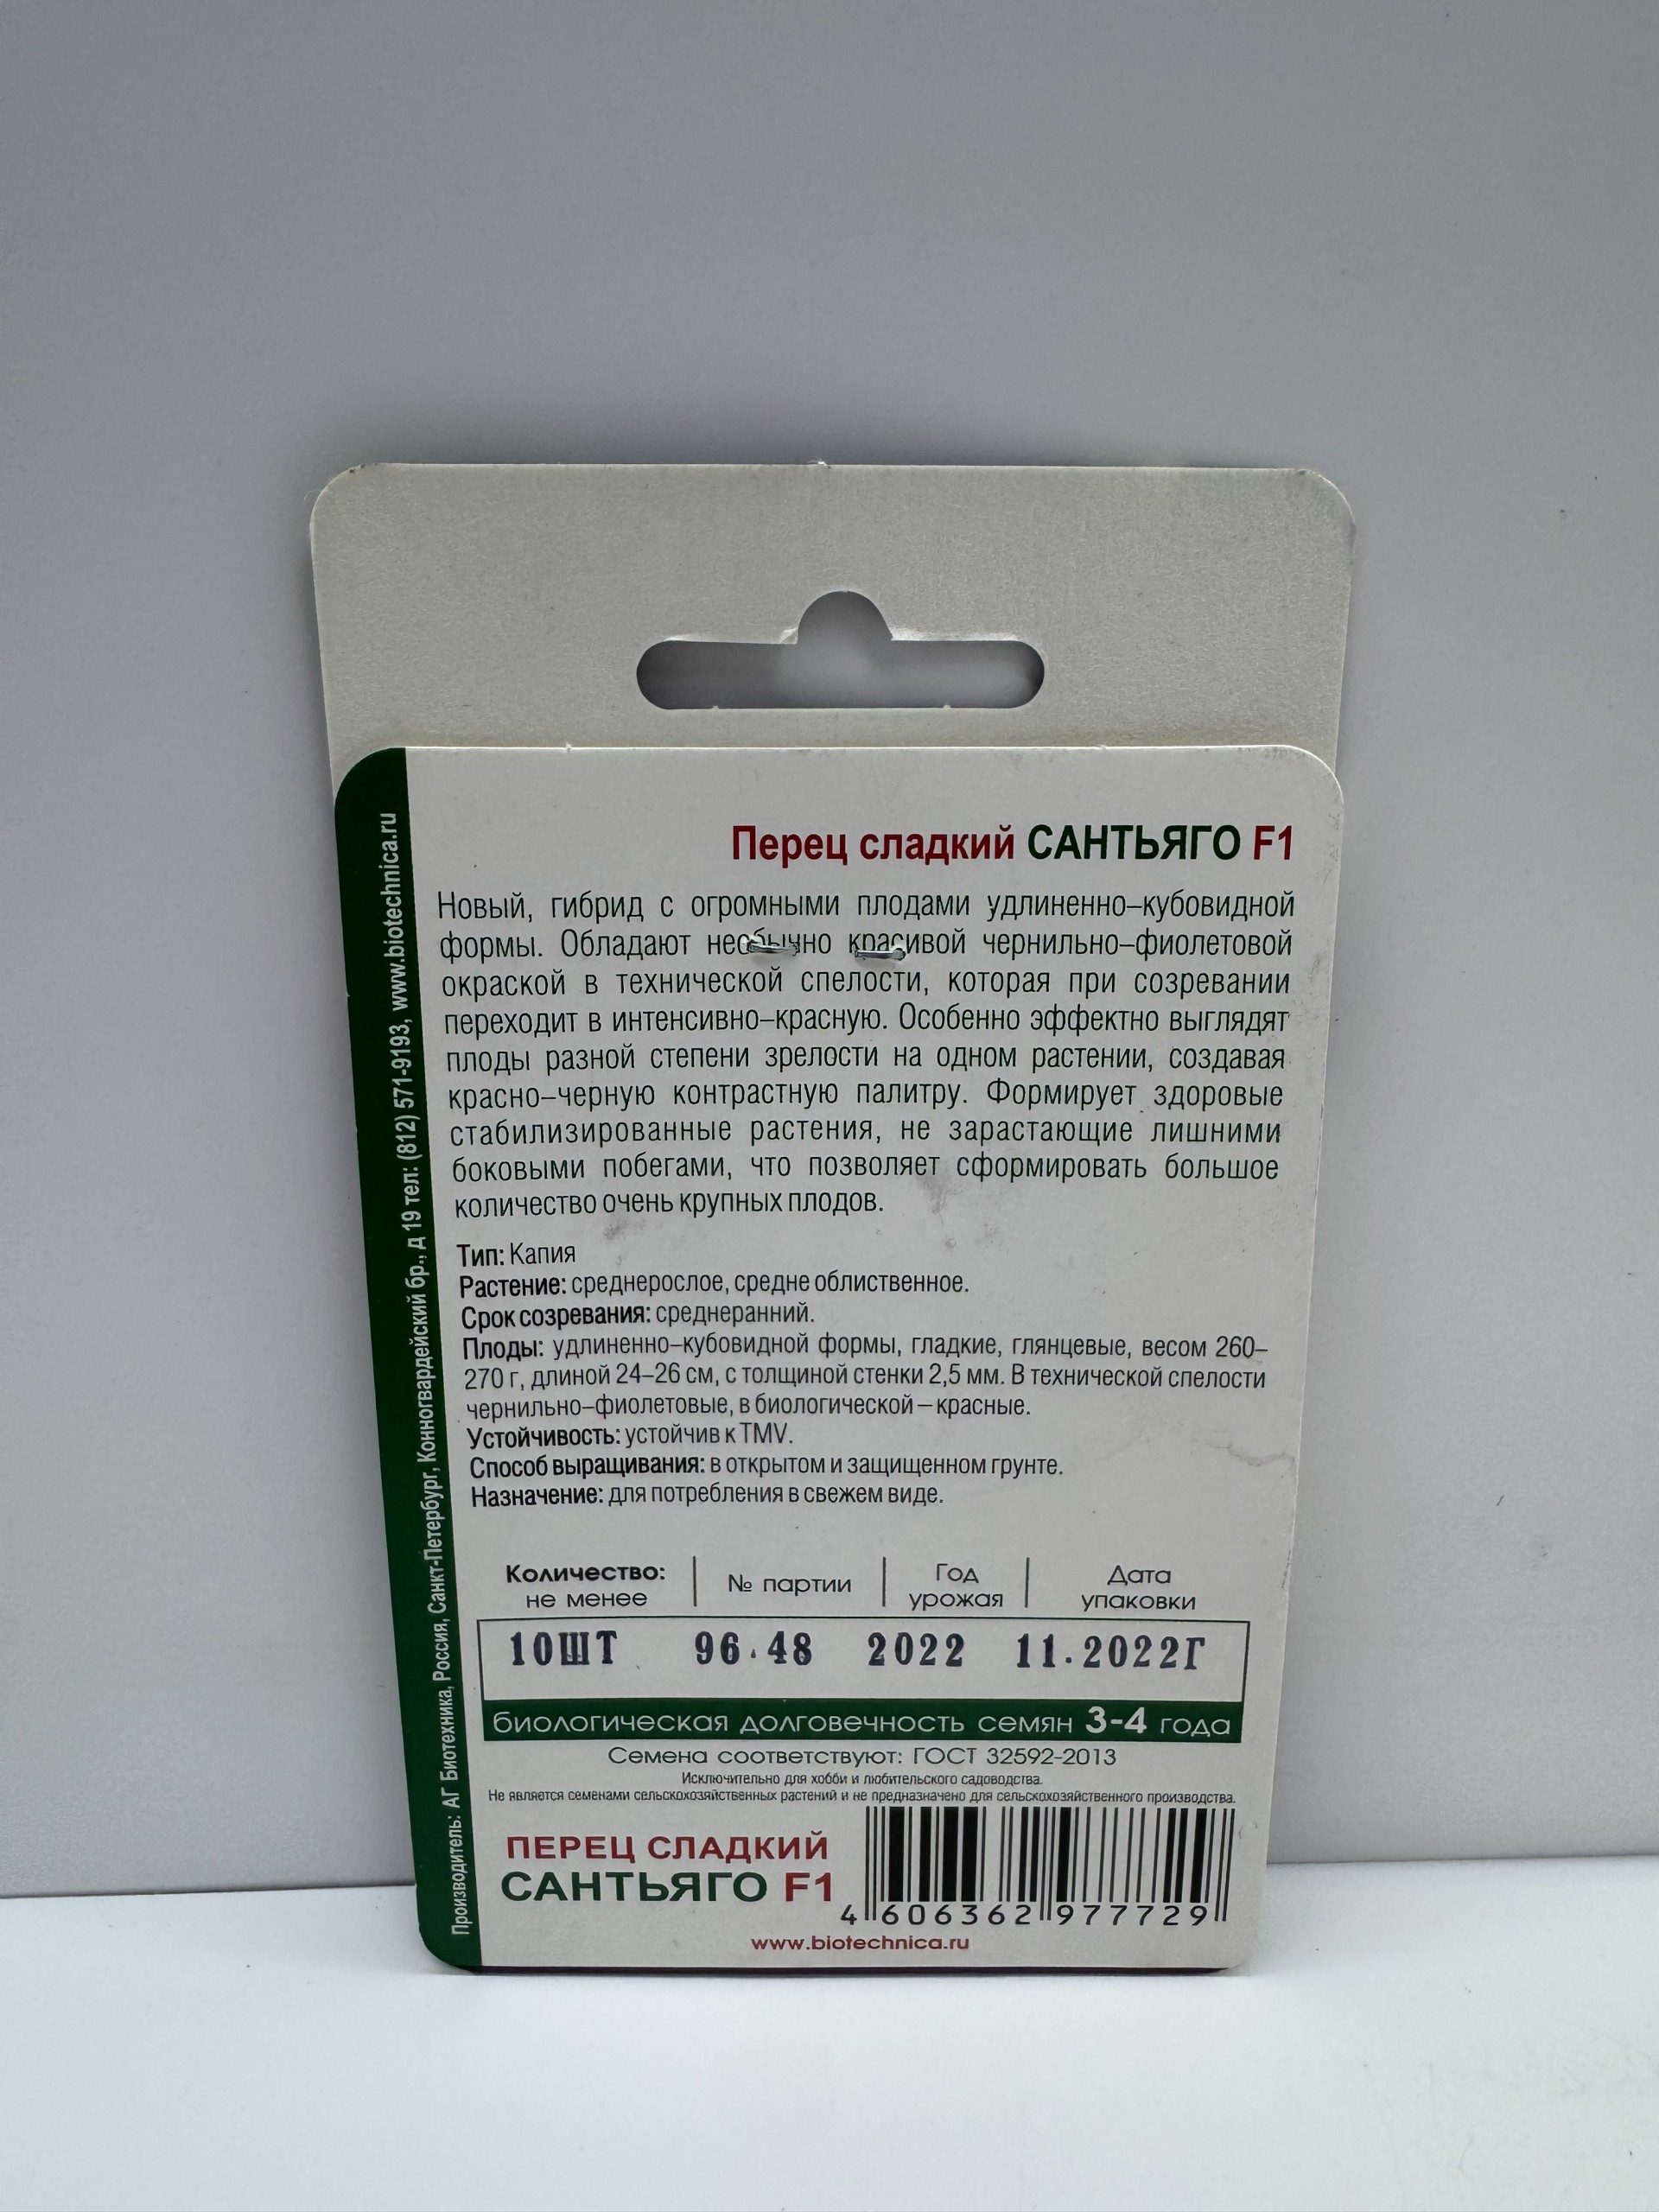 Перец сладкий САНТЬЯГО F1
Новый, гибрид с огромными плодами удлиненно–кубовидной
формы. Обладают необычно красивой чернильно–фиолетовой
окраской в технической спелости, которая при созревании
переходит в интенсивно–красную. Особенно эффектно выглядят
плоды разной степени зрелости на одном растении, создавая
красно–черную контрастную палитру. Формирует здоровые
стабилизированные растения, не зарастающие лишними
боковыми побегами, что позволяет сформировать большое
количество очень крупных плодов.
Тип: Капия
Растение: среднерослое, средне облиственное.
Срок созревания: среднеранний.
Плоды: удлиненно–кубовидной формы, гладкие, глянцевые, весом 260–
270 г, длиной 24–26 см, с толщиной стенки 2,5 мм. В технической спелости
чернильно–фиолетовые, в биологической – красные.
Устойчивость: устойчив к TMV.
Способ выращивания: в открытом и защищенном грунте.
Назначение: для потребления в свежем виде.
Количество: не менее
№ партии
Год урожая
Дата упаковки
10ШТ 96.48 2022 11.2022Г
биологическая долговечность семян 3-4 года
Семена соответствуют: ГОСТ 32592-2013
Исключительно для хобби и любительского садоводства.
Не является семенами сельскохозяйственных растений и не предназначено для сельскохозяйственного производства.
ПЕРЕЦ СЛАДКИЙ
САНТЬЯГО F1
4 606362 977729
www.biotechnica.ru
Производитель: АГ Биотехника, Россия, Санкт-Петербург, Конногвардейский бр., д 19 тел: (812) 571-9193, www.biotechnica.ru